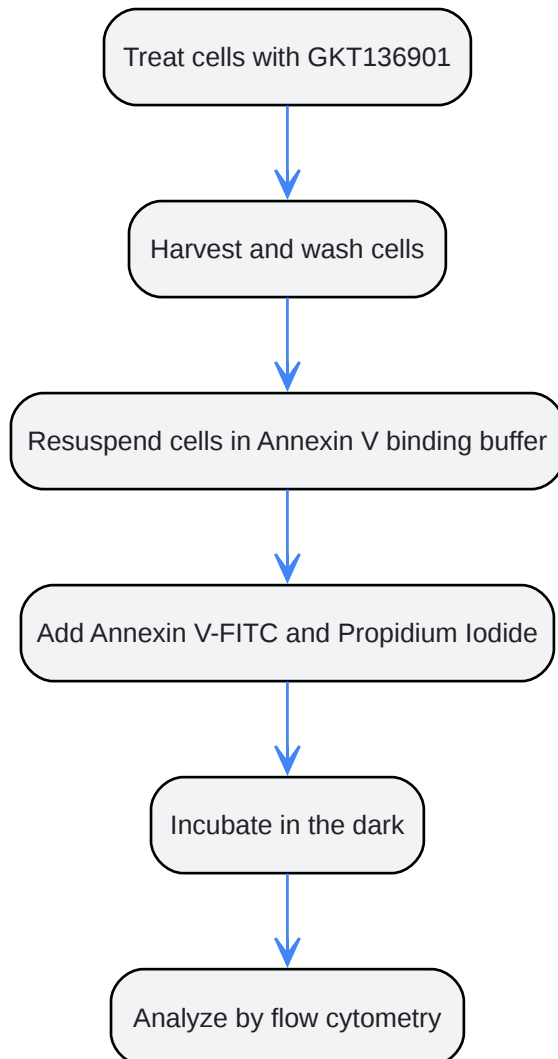 Treat cells with GKT136901
Harvest and wash cells
Resuspend cells in Annexin V binding buffer
Add Annexin V-FITC and Propidium Iodide
Incubate in the dark
Analyze by flow cytometry